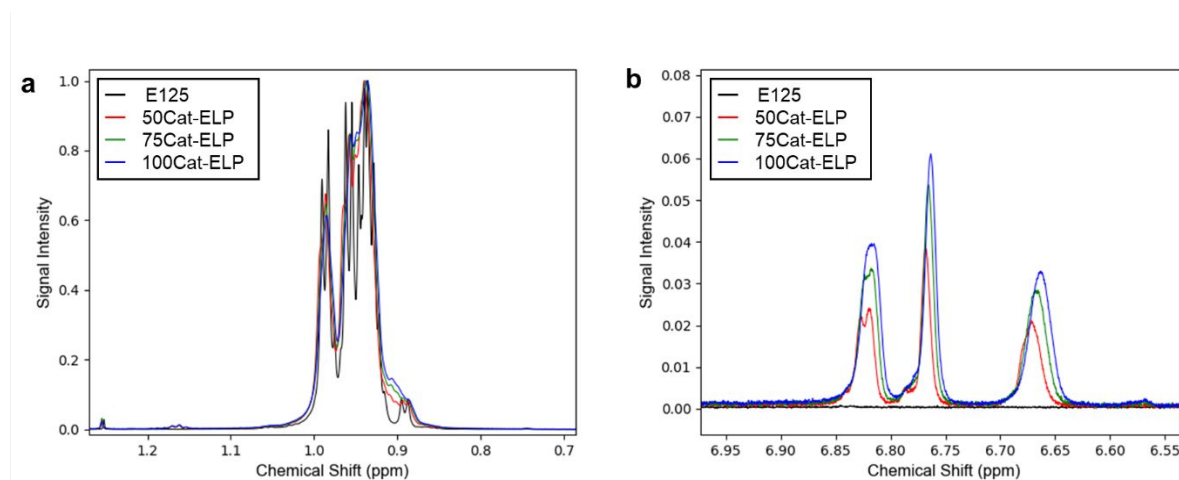 a
E125
50Cat-ELP
75Cat-ELP
100Cat-ELP
Signal Intensity
1.0
0.8
0.6
0.4
0.2
0.0
1.2 1.1 1.0 0.9 0.8 0.7
Chemical Shift (ppm)
b
E125
50Cat-ELP
75Cat-ELP
100Cat-ELP
Signal Intensity
0.08
0.07
0.06
0.05
0.04
0.03
0.02
0.01
0.00
6.95 6.90 6.85 6.80 6.75 6.70 6.65 6.60 6.55
Chemical Shift (ppm)